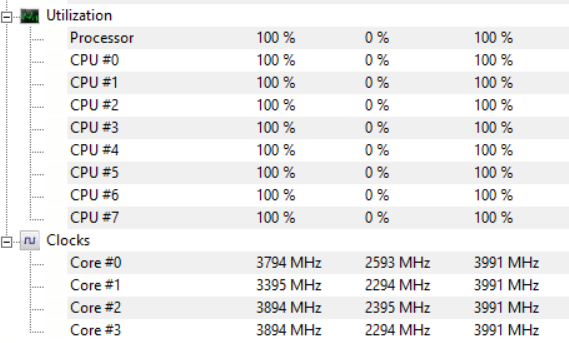 Utilization
Processor 100 % 0 % 100 %
CPU #0 100 % 0 % 100 %
CPU #1 100 % 0 % 100 %
CPU #2 100 % 0 % 100 %
CPU #3 100 % 0 % 100 %
CPU #4 100 % 0 % 100 %
CPU #5 100 % 0 % 100 %
CPU #6 100 % 0 % 100 %
CPU #7 100 % 0 % 100 %
Clocks
Core #0 3794 MHz 2593 MHz 3991 MHz
Core #1 3395 MHz 2294 MHz 3991 MHz
Core #2 3894 MHz 2395 MHz 3991 MHz
Core #3 3894 MHz 2294 MHz 3991 MHz